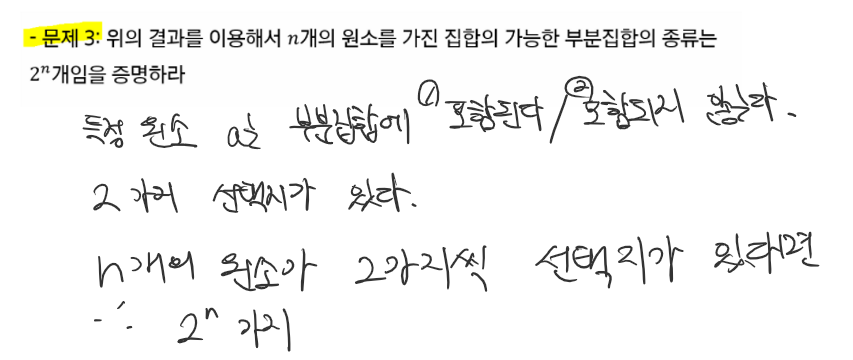 - 문제 3: 위의 결과를 이용해서 n개의 원소를 가진 집합의 가능한 부분집합의 종류는
2ⁿ개임을 증명하라
특정 원소 a는 부분집합에 ① 포함된다 / ② 포함되지 않는다.
2가지 선택지가 있다.
n개의 원소가 2가지씩 선택지가 있다면
∴ 2ⁿ 가지